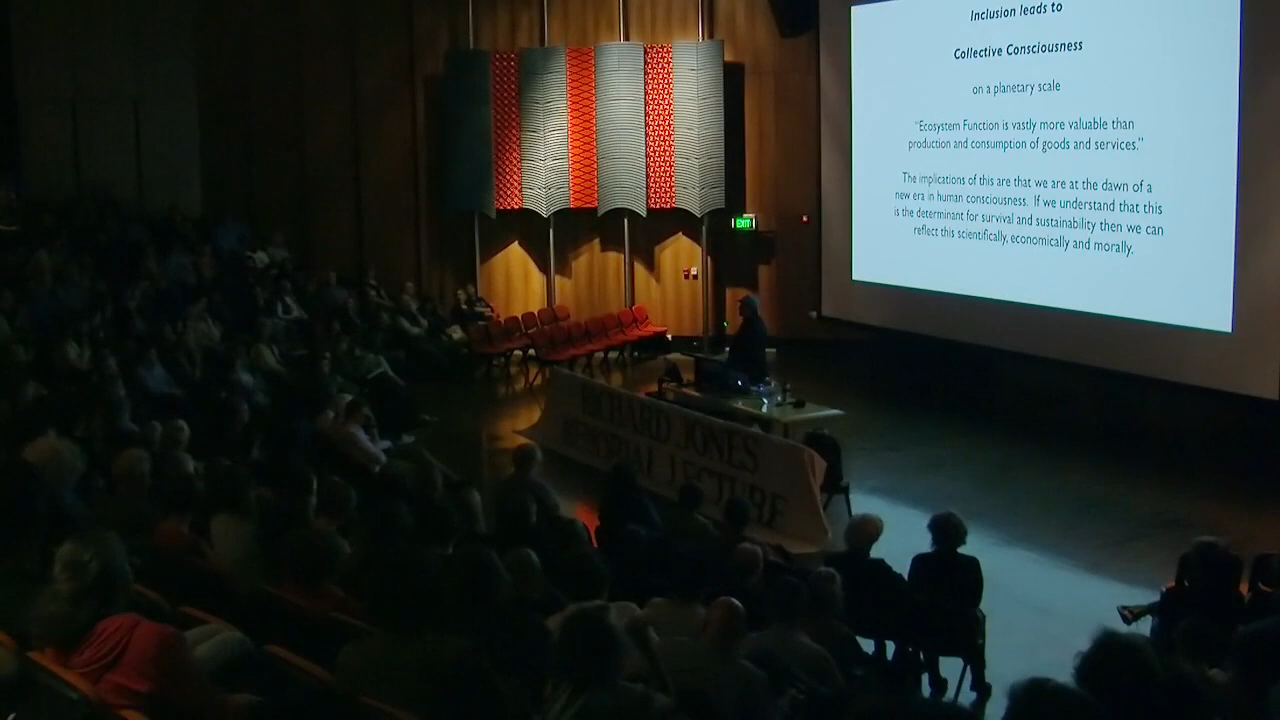 Inclusion leads to
Collective Consciousness
on a planetary scale
"Ecosystem Function is vastly more valuable than
production and consumption of goods and services."
The implications of this are that we are at the dawn of a
new era in human consciousness. If we understand that this
is the determinant for survival and sustainability then we can
reflect this scientifically, economically and morally.
EXIT
RICHARD JONES
MEMORIAL LECTURE